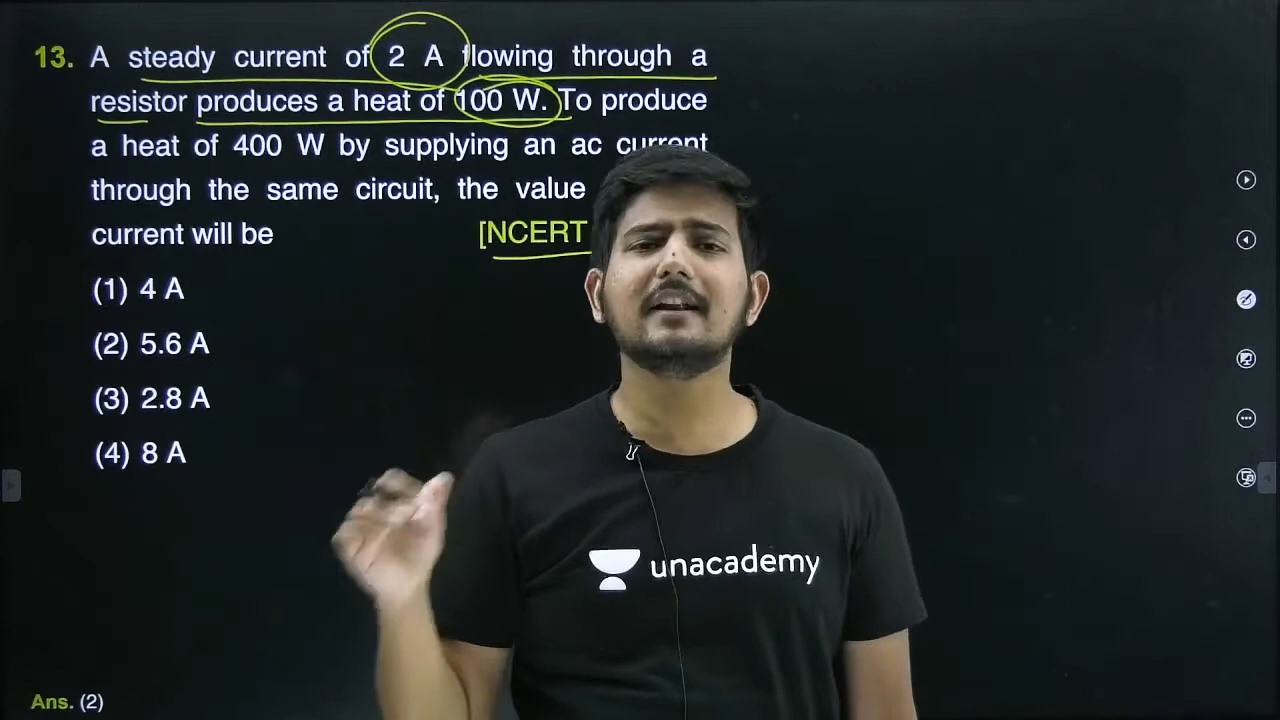 13. A steady current of 2 A flowing through a
resistor produces a heat of 100 W. To produce
a heat of 400 W by supplying an ac current
through the same circuit, the value
current will be [NCERT
(1) 4 A
(2) 5.6 A
(3) 2.8 A
(4) 8 A
unacademy
Ans. (2)